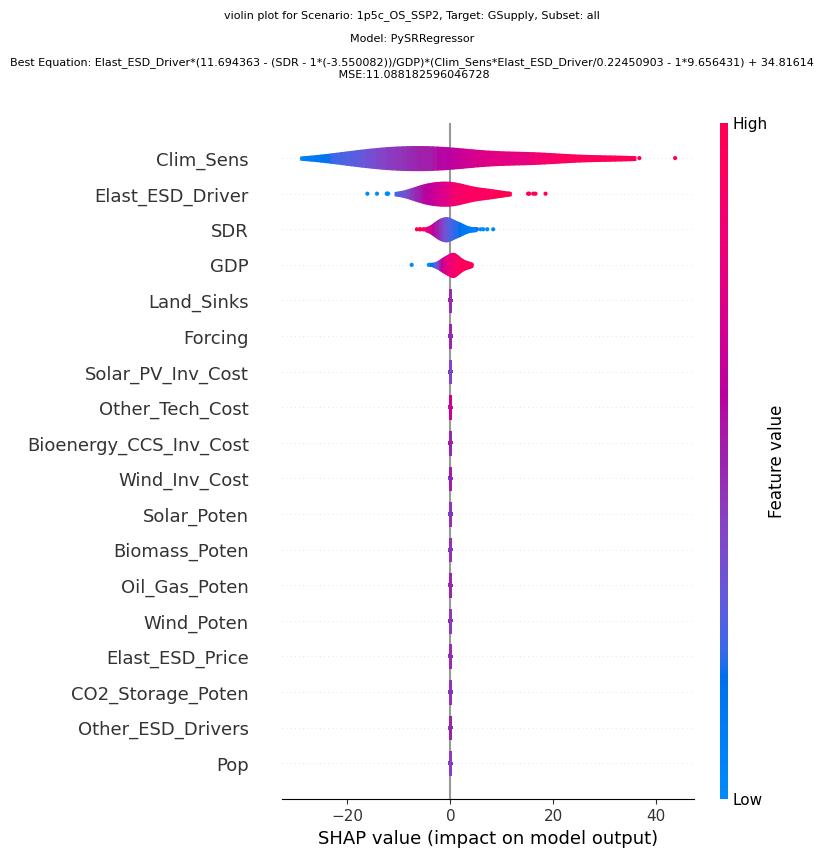 violin plot for Scenario: 1p5c_OS_SSP2, Target: GSupply, Subset: all
Model: PySRRegressor
Best Equation: Elast_ESD_Driver*(11.694363 - (SDR - 1*(-3.550082))/GDP)*(Clim_Sens*Elast_ESD_Driver/0.22450903 - 1*9.656431) + 34.81614
MSE:11.088182596046728
High
Clim_Sens
Elast_ESD_Driver
SDR
GDP
Land_Sinks
Forcing
Solar_PV_Inv_Cost
Other_Tech_Cost
Bioenergy_CCS_Inv_Cost
Wind_Inv_Cost
Solar_Poten
Biomass_Poten
Oil_Gas_Poten
Wind_Poten
Elast_ESD_Price
CO2_Storage_Poten
Other_ESD_Drivers
Pop
Feature value
Low
−20 0 20 40
SHAP value (impact on model output)